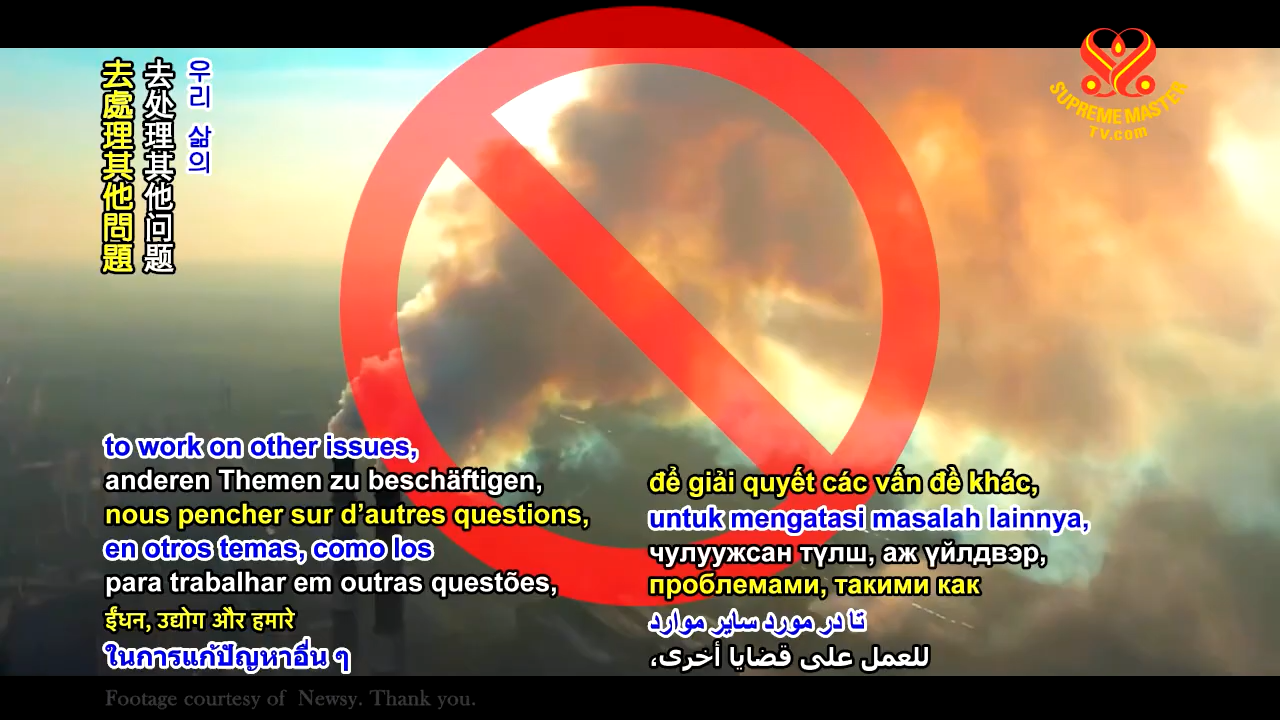 去處理其他問題
去处理其他问题
우리 삶의
SUPREME MASTER
TV.com
to work on other issues,
anderen Themen zu beschäftigen,
nous pencher sur d’autres questions,
en otros temas, como los
para trabalhar em outras questões,
ईंधन, उद्योग और हमारे
ในการแก้ปัญหาอื่น ๆ
để giải quyết các vấn đề khác,
untuk mengatasi masalah lainnya,
чулуужсан түлш, аж үйлдвэр,
проблемами, такими как
تا در مورد سایر موارد
للعمل على قضايا أخرى،
Footage courtesy of Newsy. Thank you.